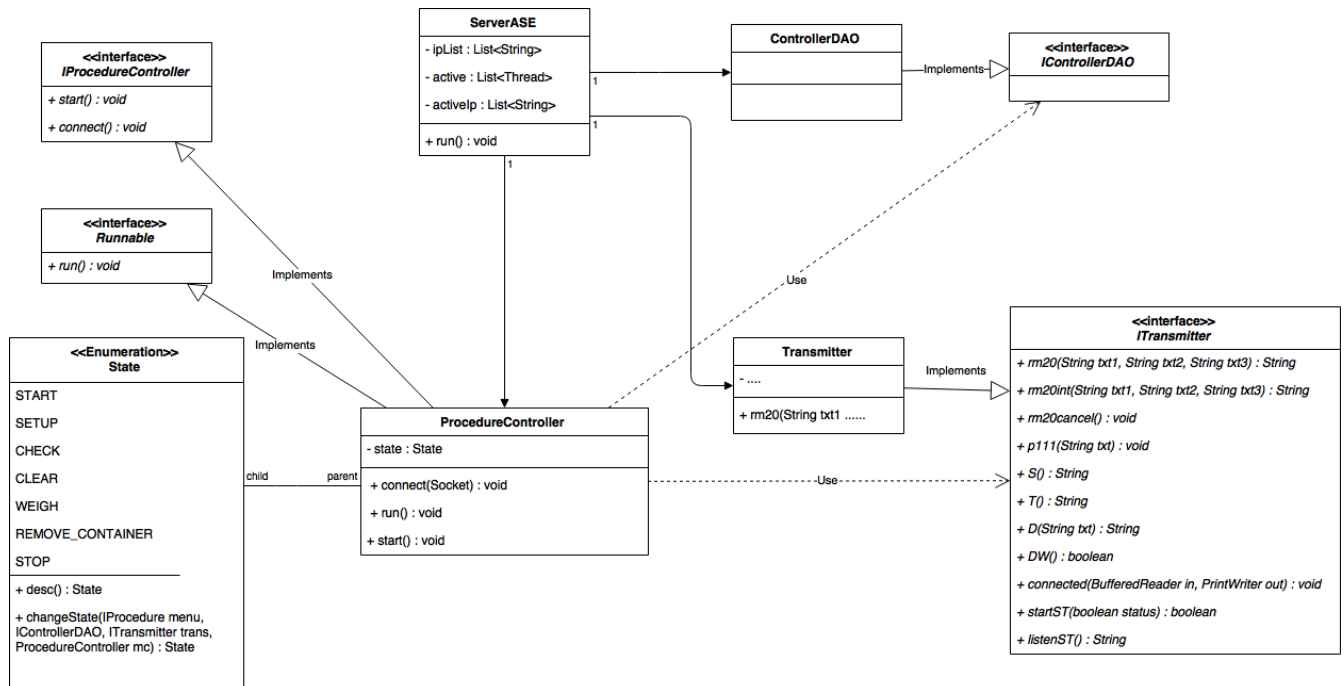 <<interface>>
IProcedureController
+ start() : void
+ connect() : void
ServerASE
- ipList : List<String>
- active : List<Thread>
- activeIp : List<String>
+ run() : void
1
1
1
ControllerDAO
Implements
<<interface>>
IControllerDAO
<<interface>>
Runnable
+ run() : void
Implements
Implements
Use
<<Enumeration>>
State
START
SETUP
CHECK
CLEAR
WEIGH
REMOVE_CONTAINER
STOP
+ desc() : State
+ changeState(IProcedure menu,
IControllerDAO, ITransmitter trans,
ProcedureController mc) : State
child
parent
ProcedureController
- state : State
+ connect(Socket) : void
+ run() : void
+ start() : void
Transmitter
- ....
+ rm20(String txt1 ......
Implements
Use
<<interface>>
ITransmitter
+ rm20(String txt1, String txt2, String txt3) : String
+ rm20int(String txt1, String txt2, String txt3) : String
+ rm20cancel() : void
+ p111(String txt) : void
+ S() : String
+ T() : String
+ D(String txt) : String
+ DW() : boolean
+ connected(BufferedReader in, PrintWriter out) : void
+ startST(boolean status) : boolean
+ listenST() : String